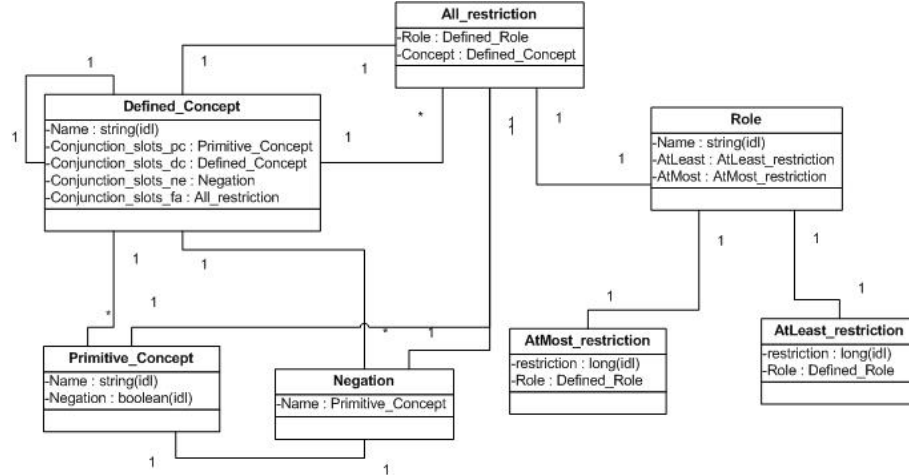 All_restriction
-Role : Defined_Role
-Concept : Defined_Concept
1
1
1
1
Defined_Concept
-Name : string(idl)
-Conjunction_slots_pc : Primitive_Concept
-Conjunction_slots_dc : Defined_Concept
-Conjunction_slots_ne : Negation
-Conjunction_slots_fa : All_restriction
*
1
1
1
1
1
Role
-Name : string(idl)
-AtLeast : AtLeast_restriction
-AtMost : AtMost_restriction
1
1
1
1
1
1
1
1
*
*
1
Primitive_Concept
-Name : string(idl)
-Negation : boolean(idl)
Negation
-Name : Primitive_Concept
AtMost_restriction
-restriction : long(idl)
-Role : Defined_Role
AtLeast_restriction
-restriction : long(idl)
-Role : Defined_Role
1
1